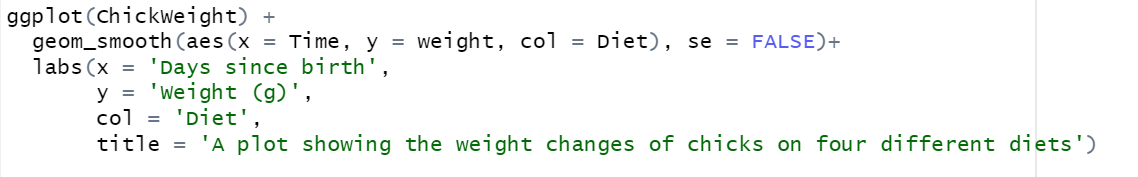 ggplot(ChickWeight) +
  geom_smooth(aes(x = Time, y = weight, col = Diet), se = FALSE)+
  labs(x = 'Days since birth',
       y = 'Weight (g)',
       col = 'Diet',
       title = 'A plot showing the weight changes of chicks on four different diets')